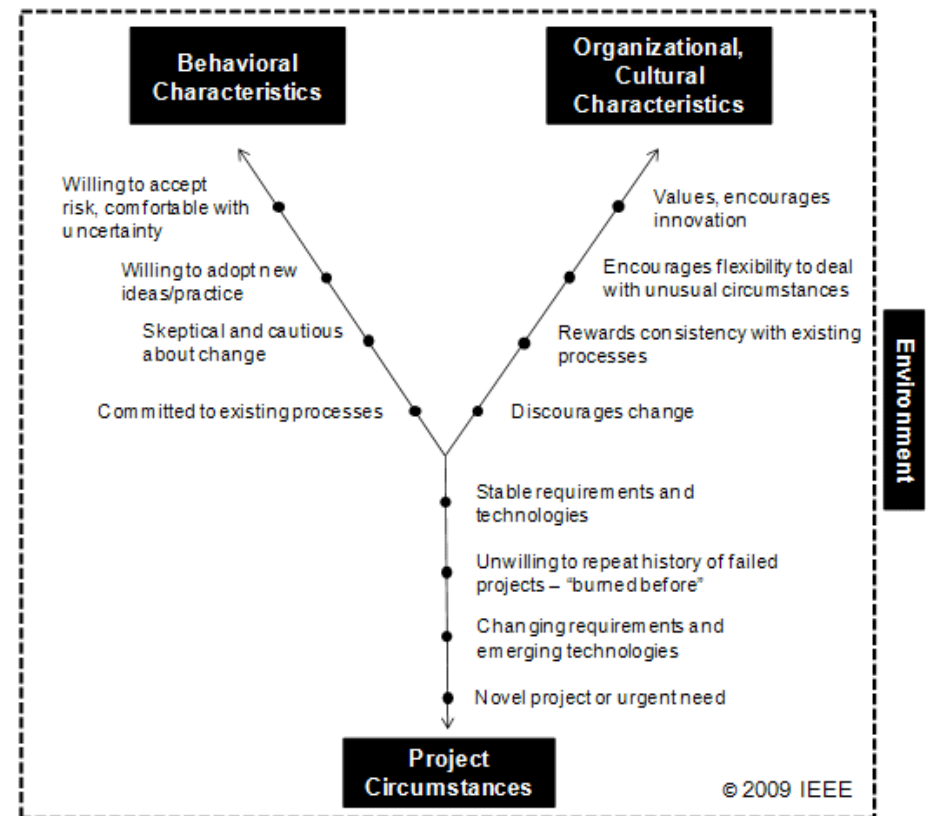 Behavioral
Characteristics
Organizational,
Cultural
Characteristics
Willing to accept
risk, comfortable with
uncertainty
Values, encourages
innovation
Willing to adopt new
ideas/practice
Encourages flexibility to deal
with unusual circumstances
Skeptical and cautious
about change
Rewards consistency with existing
processes
Committed to existing processes
Discourages change
Environment
Stable requirements and
technologies
Unwilling to repeat history of failed
projects – “burned before”
Changing requirements and
emerging technologies
Novel project or urgent need
Project
Circumstances
© 2009 IEEE